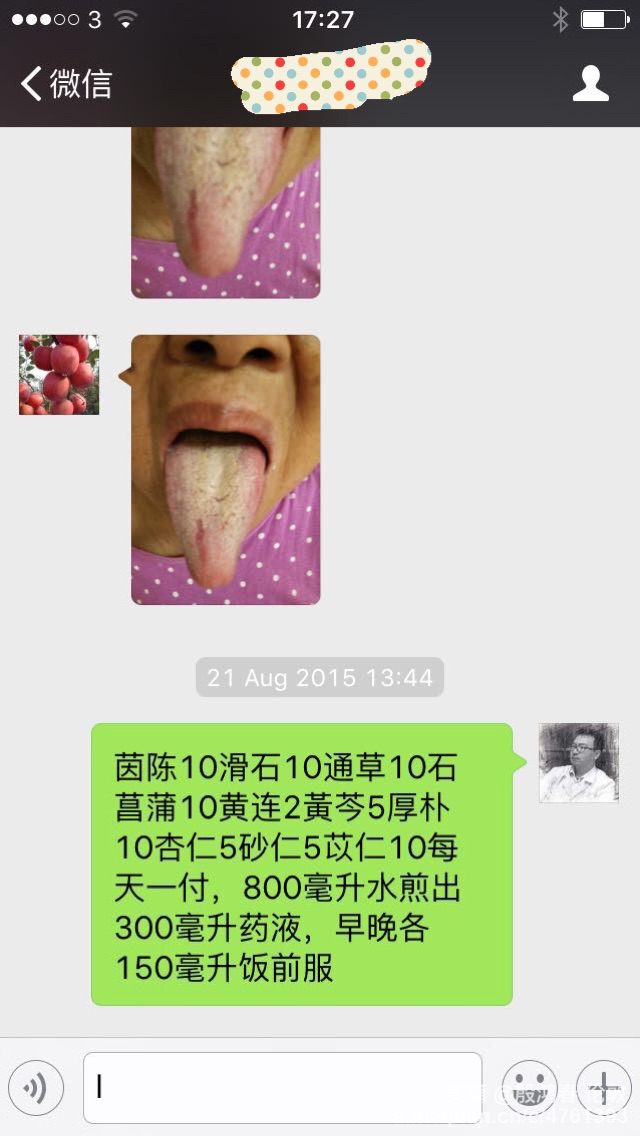 3
17:27
微信
21 Aug 2015 13:44
茵陈10滑石10通草10石
菖蒲10黄连2黃芩5厚朴
10杏仁5砂仁5苡仁10每
天一付，800毫升水煎出
300毫升药液，早晚各
150毫升饭前服